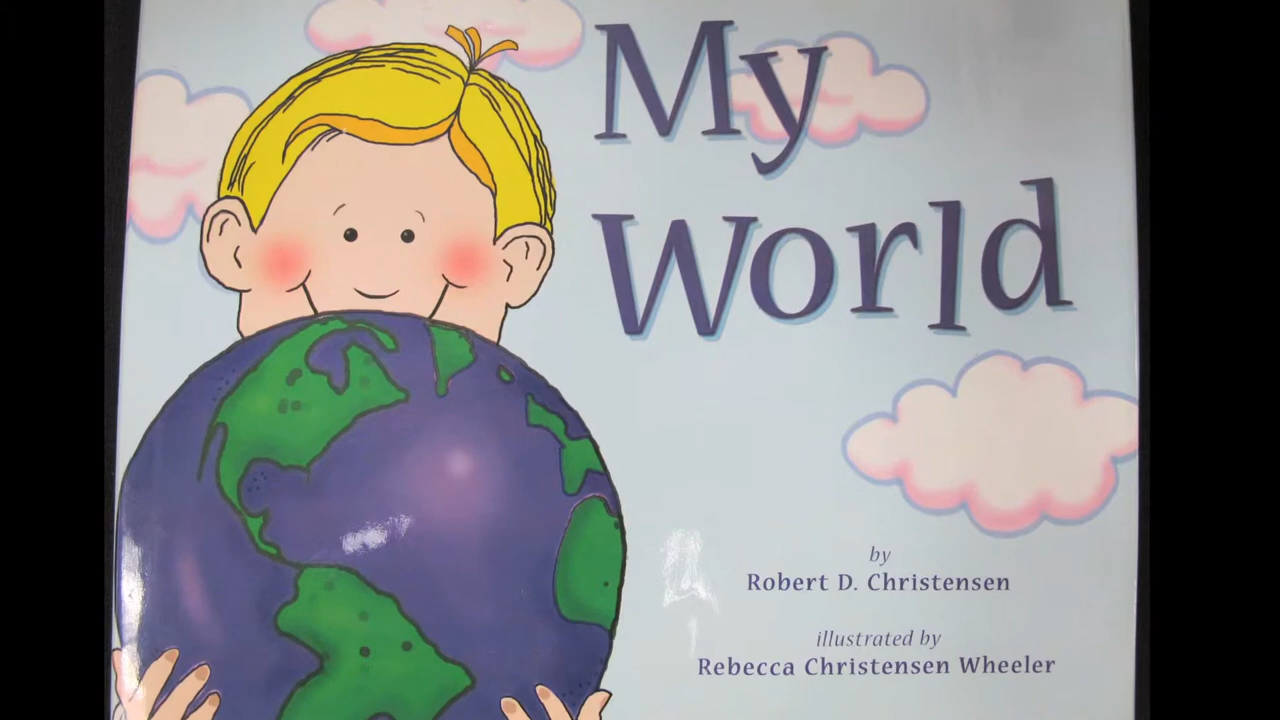 My
World
by
Robert D. Christensen
illustrated by
Rebecca Christensen Wheeler